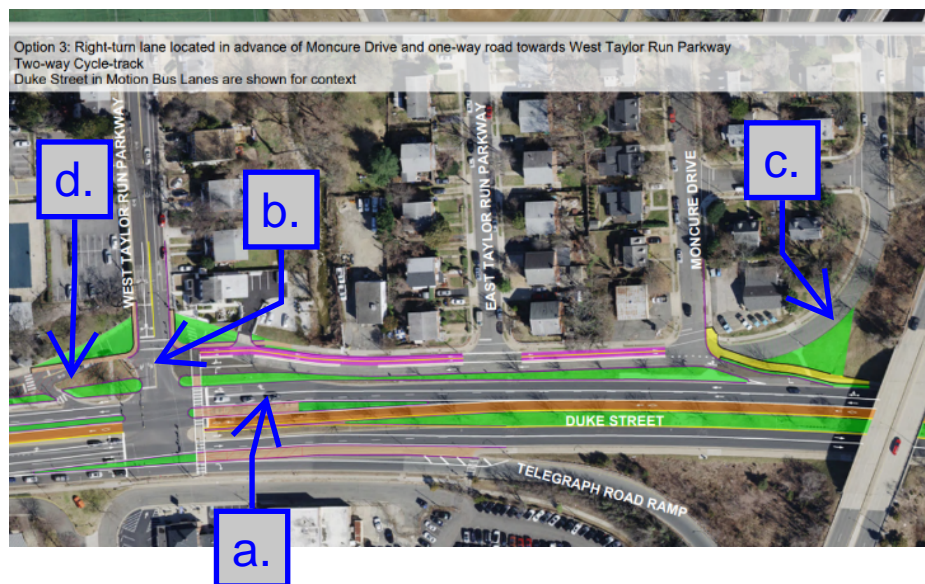 Option 3: Right-turn lane located in advance of Moncure Drive and one-way road towards West Taylor Run Parkway
Two-way Cycle-track
Duke Street in Motion Bus Lanes are shown for context
WEST TAYLOR RUN PARKWAY
EAST TAYLOR RUN PARKWAY
MONCURE DRIVE
d.
b.
c.
DUKE STREET
TELEGRAPH ROAD RAMP
a.